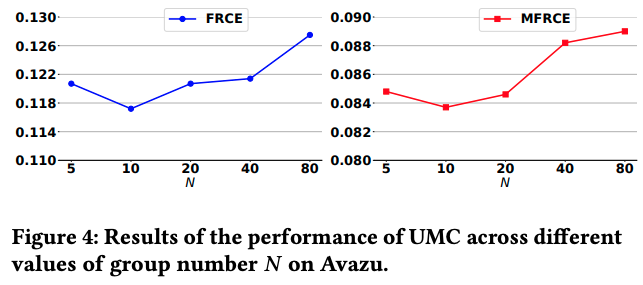 FRCE
0.130
0.126
0.122
0.118
0.114
0.110
5 10 20 40 80
N
MFRCE
0.090
0.088
0.086
0.084
0.082
0.080
5 10 20 40 80
N
Figure 4: Results of the performance of UMC across different
values of group number N on Avazu.